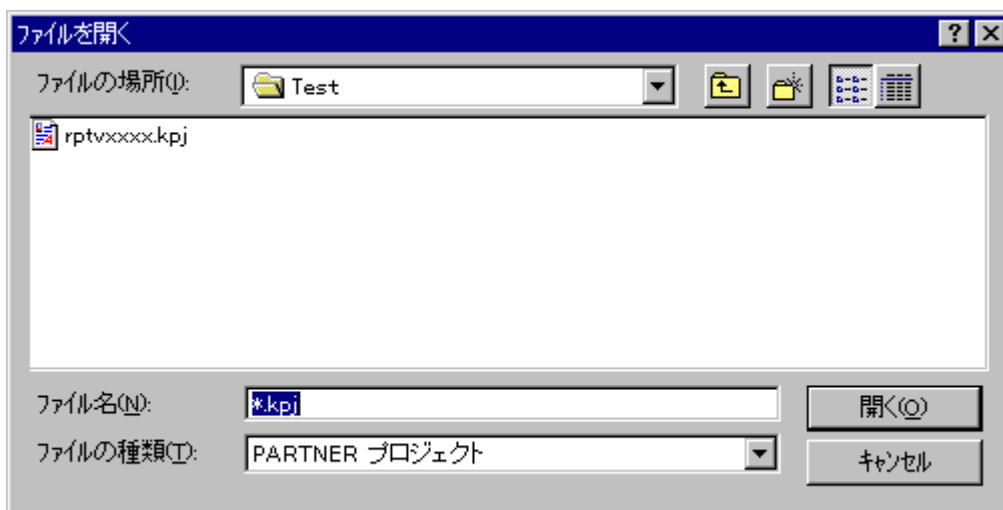 ファイルを開く
ファイルの場所(I): Test
rptvxxxx.kpj
ファイル名(N): *.kpj 開く(O)
ファイルの種類(T): PARTNER プロジェクト キャンセル